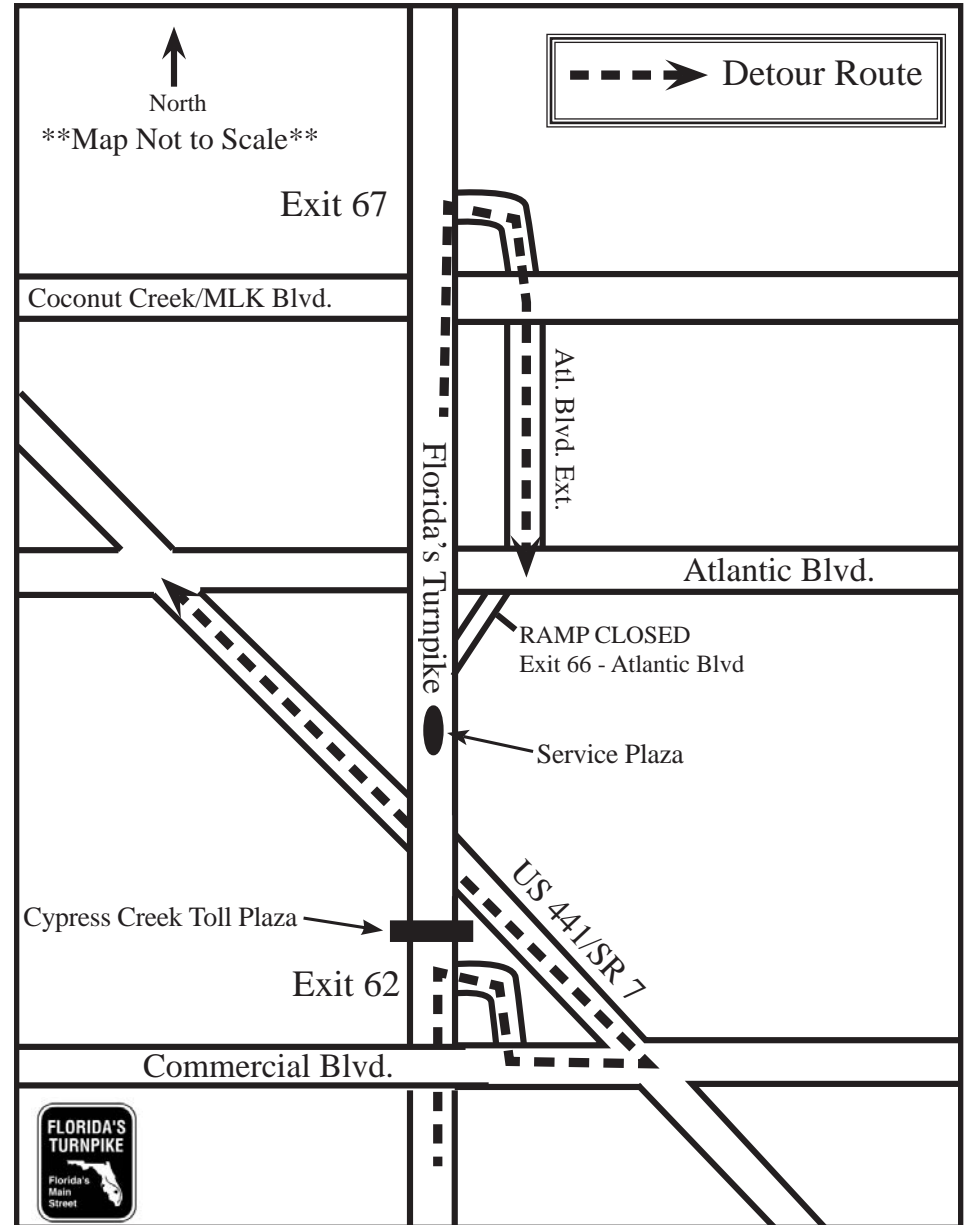 North
**Map Not to Scale**
Detour Route
Exit 67
Coconut Creek/MLK Blvd.
Atl. Blvd. Ext.
Florida's Turnpike
Atlantic Blvd.
RAMP CLOSED
Exit 66 - Atlantic Blvd
Service Plaza
US 441/SR 7
Cypress Creek Toll Plaza
Exit 62
Commercial Blvd.
FLORIDA'S
TURNPIKE
Florida's
Main
Street